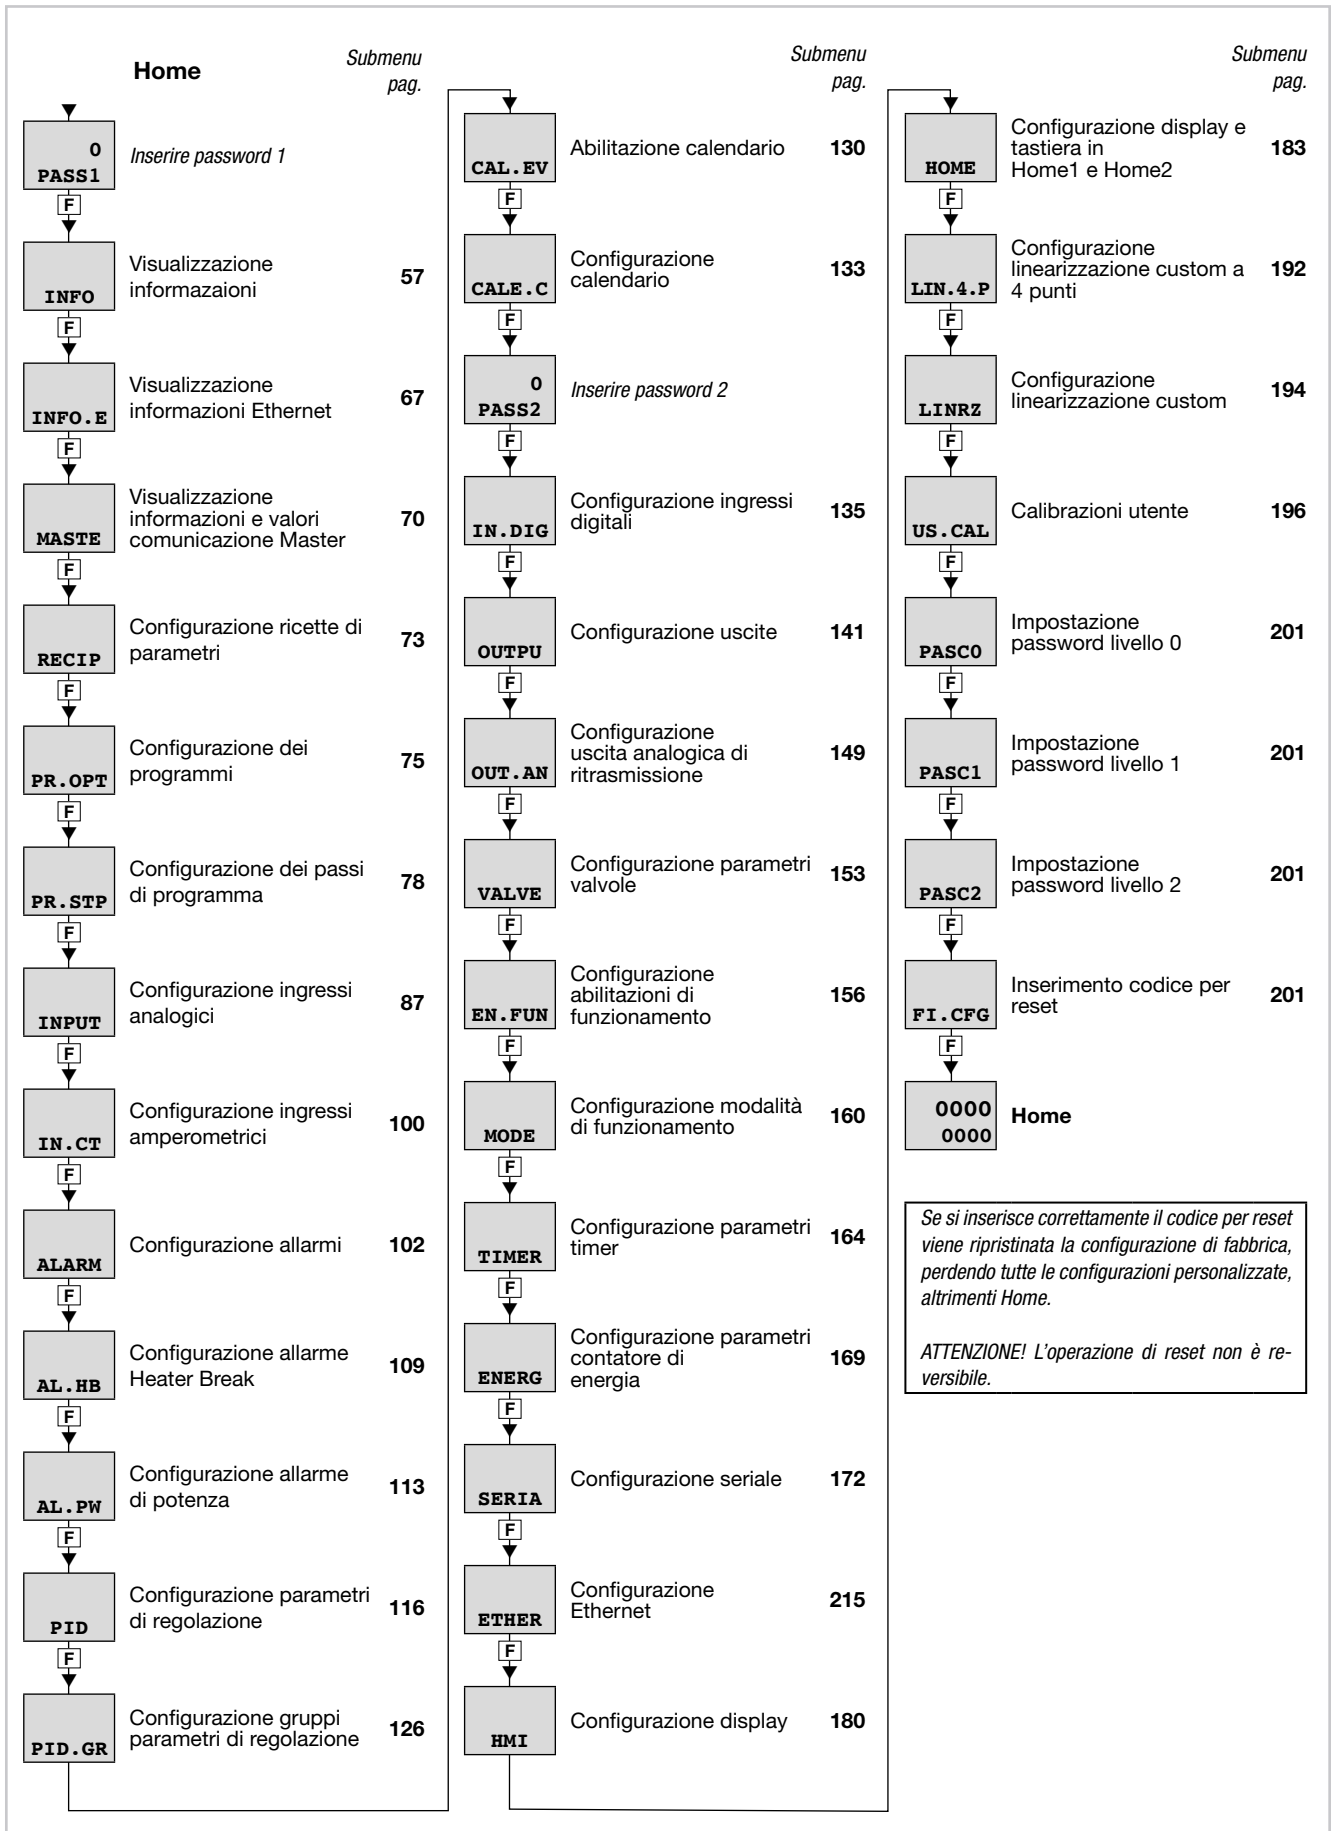 Home
Submenu
pag.
0
PASS1
Inserire password 1
F
INFO
Visualizzazione
informazaioni
57
F
INFO.E
Visualizzazione
informazioni Ethernet
67
F
MASTE
Visualizzazione
informazioni e valori
comunicazione Master
70
F
RECIP
Configurazione ricette di
parametri
73
F
PR.OPT
Configurazione dei
programmi
75
F
PR.STP
Configurazione dei passi
di programma
78
F
INPUT
Configurazione ingressi
analogici
87
F
IN.CT
Configurazione ingressi
amperometrici
100
F
ALARM
Configurazione allarmi
102
F
AL.HB
Configurazione allarme
Heater Break
109
F
AL.PW
Configurazione allarme
di potenza
113
F
PID
Configurazione parametri
di regolazione
116
F
PID.GR
Configurazione gruppi
parametri di regolazione
126
Submenu
pag.
CAL.EV
Abilitazione calendario
130
F
CALE.C
Configurazione
calendario
133
F
0
PASS2
Inserire password 2
F
IN.DIG
Configurazione ingressi
digitali
135
F
OUTPU
Configurazione uscite
141
F
OUT.AN
Configurazione
uscita analogica di
ritrasmissione
149
F
VALVE
Configurazione parametri
valvole
153
F
EN.FUN
Configurazione
abilitazioni di
funzionamento
156
F
MODE
Configurazione modalità
di funzionamento
160
F
TIMER
Configurazione parametri
timer
164
F
ENERG
Configurazione parametri
contatore di
energia
169
F
SERIA
Configurazione seriale
172
F
ETHER
Configurazione
Ethernet
215
F
HMI
Configurazione display
180
Submenu
pag.
HOME
Configurazione display e
tastiera in
Home1 e Home2
183
F
LIN.4.P
Configurazione
linearizzazione custom a
4 punti
192
F
LINRZ
Configurazione
linearizzazione custom
194
F
US.CAL
Calibrazioni utente
196
F
PASC0
Impostazione
password livello 0
201
F
PASC1
Impostazione
password livello 1
201
F
PASC2
Impostazione
password livello 2
201
F
FI.CFG
Inserimento codice per
reset
201
F
0000
0000
Home
Se si inserisce correttamente il codice per reset
viene ripristinata la configurazione di fabbrica,
perdendo tutte le configurazioni personalizzate,
altrimenti Home.
ATTENZIONE! L'operazione di reset non è re-
versibile.